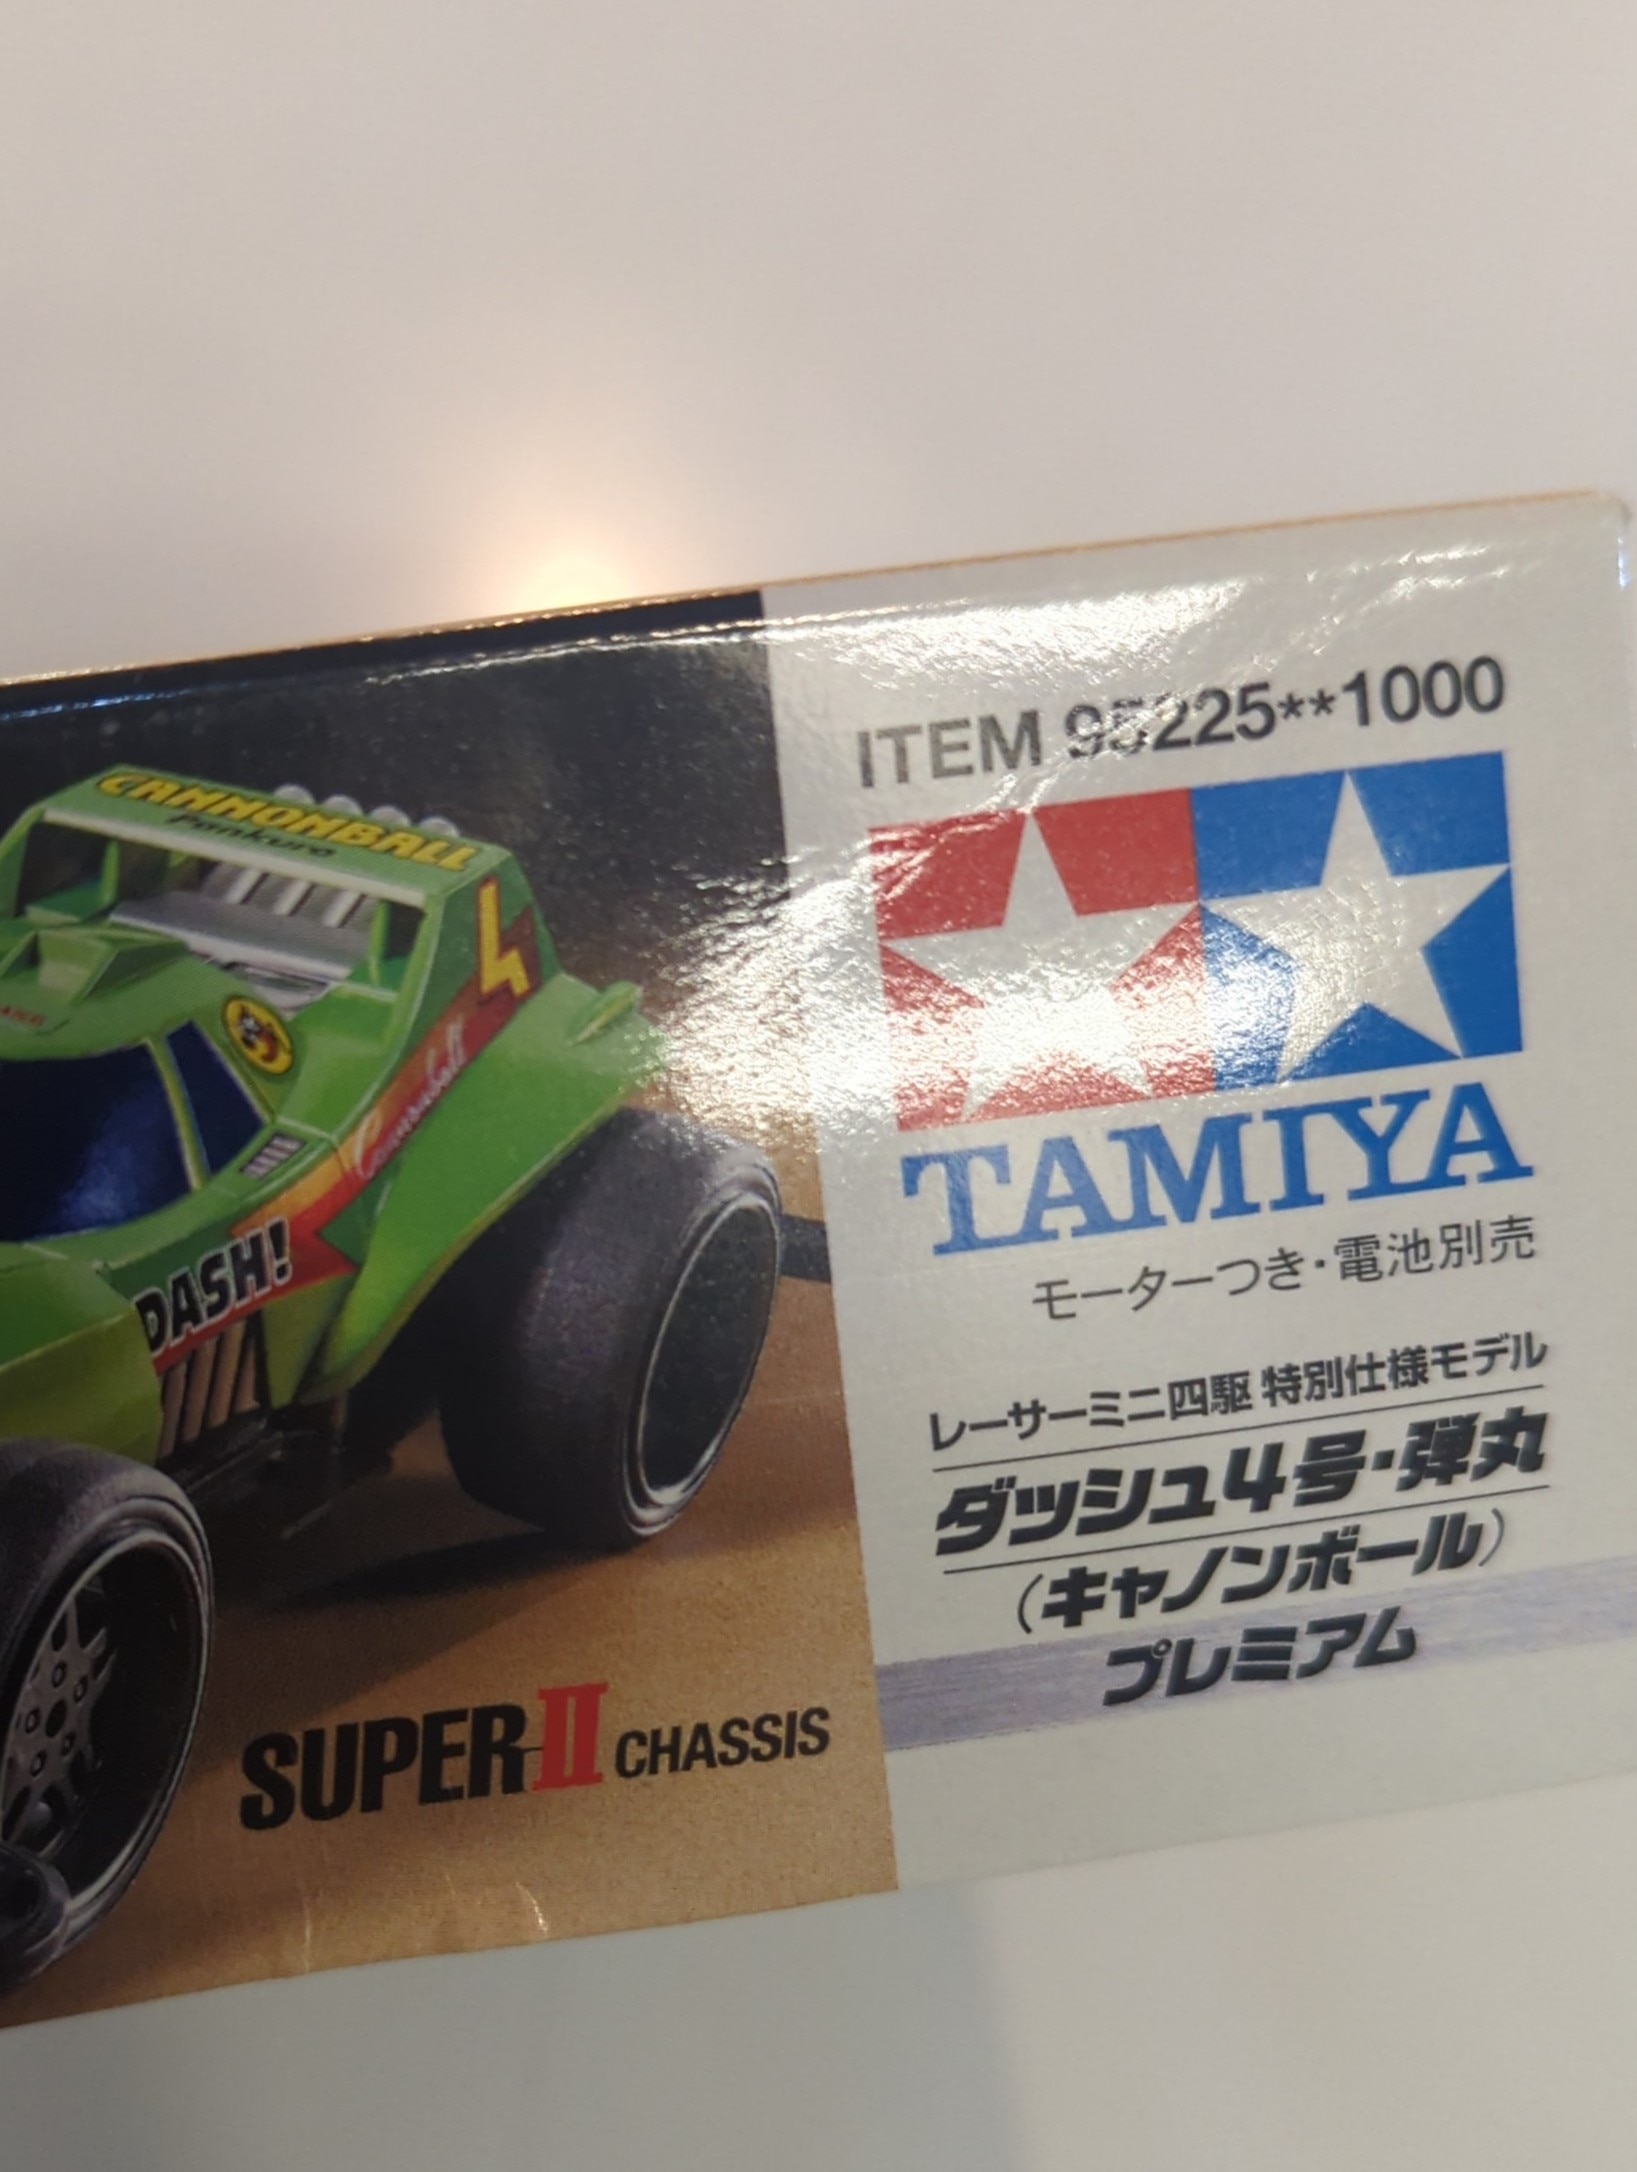 ITEM 95225**1000
TAMIYA
モーターつき・電池別売
レーサーミニ四駆 特別仕様モデル
ダッシュ4号・弾丸
(キャノンボール)
プレミアム
CANNONBALL
Pankuro
Cannonball
DASH!
SUPER-II CHASSIS